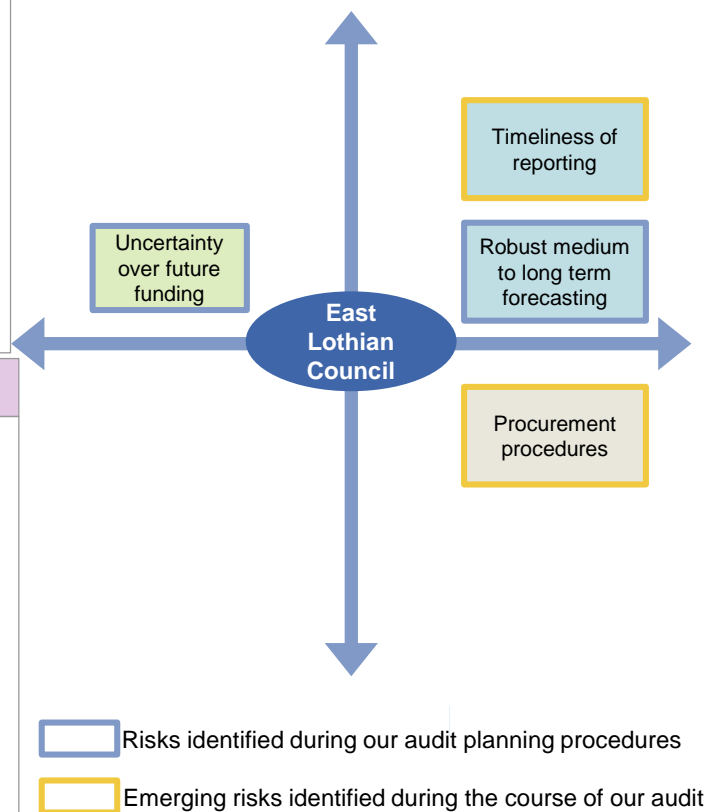 Timeliness of
reporting
Uncertainty
over future
funding
Robust medium
to long term
forecasting
East
Lothian
Council
Procurement
procedures
Risks identified during our audit planning procedures
Emerging risks identified during the course of our audit